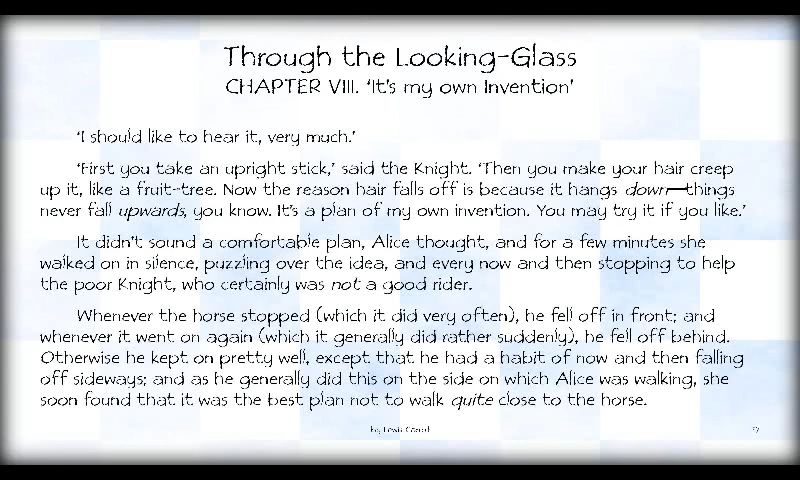 Through the Looking-Glass
CHAPTER VIII. ‘It's my own Invention’
‘I should like to hear it, very much.’
‘First you take an upright stick,’ said the Knight. ‘Then you make your hair creep
up it, like a fruit-tree. Now the reason hair falls off is because it hangs down—things
never fall upwards, you know. It's a plan of my own invention. You may try it if you like.’
It didn't sound a comfortable plan, Alice thought, and for a few minutes she
walked on in silence, puzzling over the idea, and every now and then stopping to help
the poor Knight, who certainly was not a good rider.
Whenever the horse stopped (which it did very often), he fell off in front; and
whenever it went on again (which it generally did rather suddenly), he fell off behind.
Otherwise he kept on pretty well, except that he had a habit of now and then falling
off sideways; and as he generally did this on the side on which Alice was walking, she
soon found that it was the best plan not to walk quite close to the horse.
by Lewis Carroll